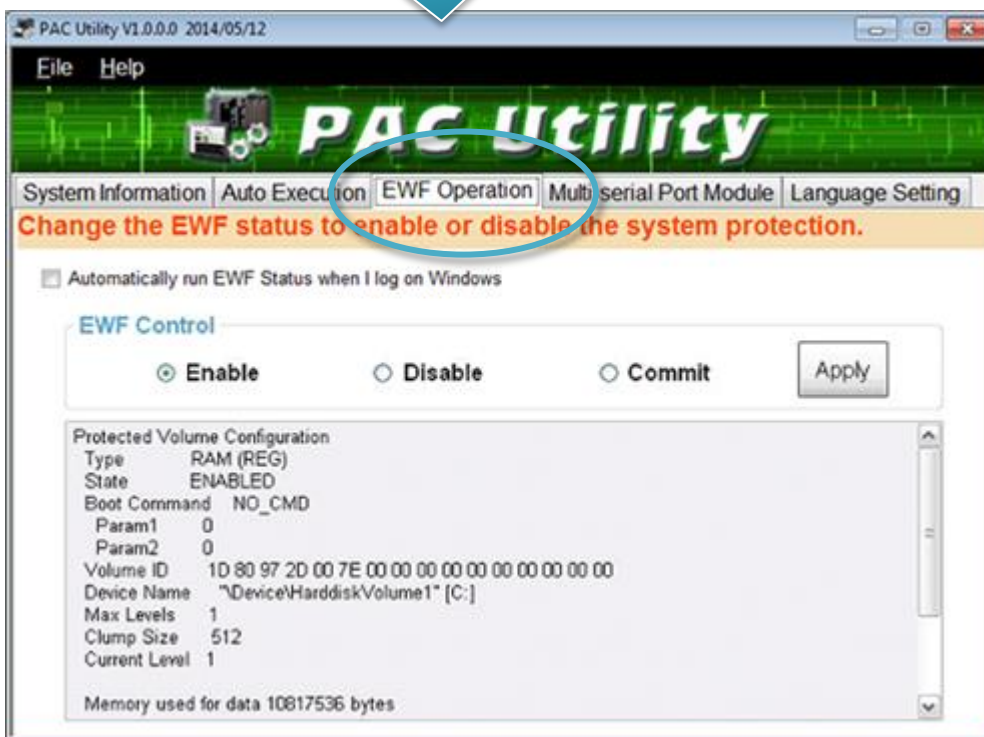 PAC Utility V1.0.0.0 2014/05/12
File Help
PAC Utility
System Information Auto Execution EWF Operation Multi-serial Port Module Language Setting
Change the EWF status to enable or disable the system protection.
Automatically run EWF Status when I log on Windows
EWF Control
Enable Disable Commit Apply
Protected Volume Configuration
Type RAM (REG)
State ENABLED
Boot Command NO_CMD
Param1 0
Param2 0
Volume ID 1D 80 97 2D 00 7E 00 00 00 00 00 00 00 00 00 00
Device Name "\Device\HarddiskVolume1" [C:]
Max Levels 1
Clump Size 512
Current Level 1
Memory used for data 10817536 bytes